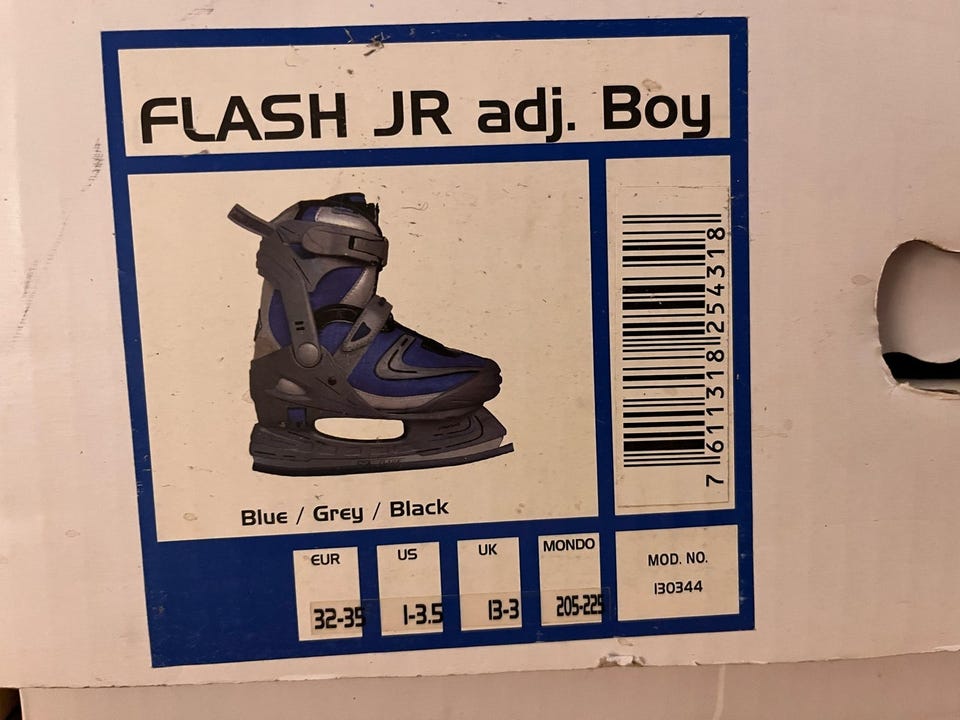 FLASH JR adj. Boy
7 611318 254318
Blue / Grey / Black
EUR
32-35
US
1-3.5
UK
13-3
MONDO
205-225
MOD. NO.
130344